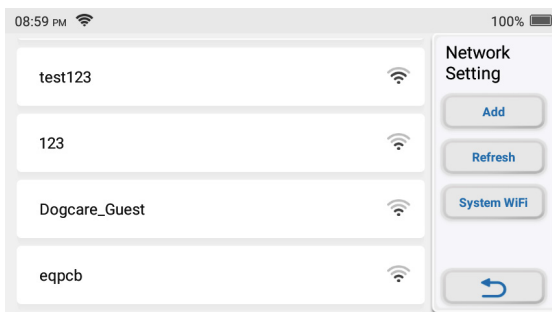 08:59 PM
100%
test123
123
Dogcare_Guest
eqpcb
Network
Setting
Add
Refresh
System WiFi